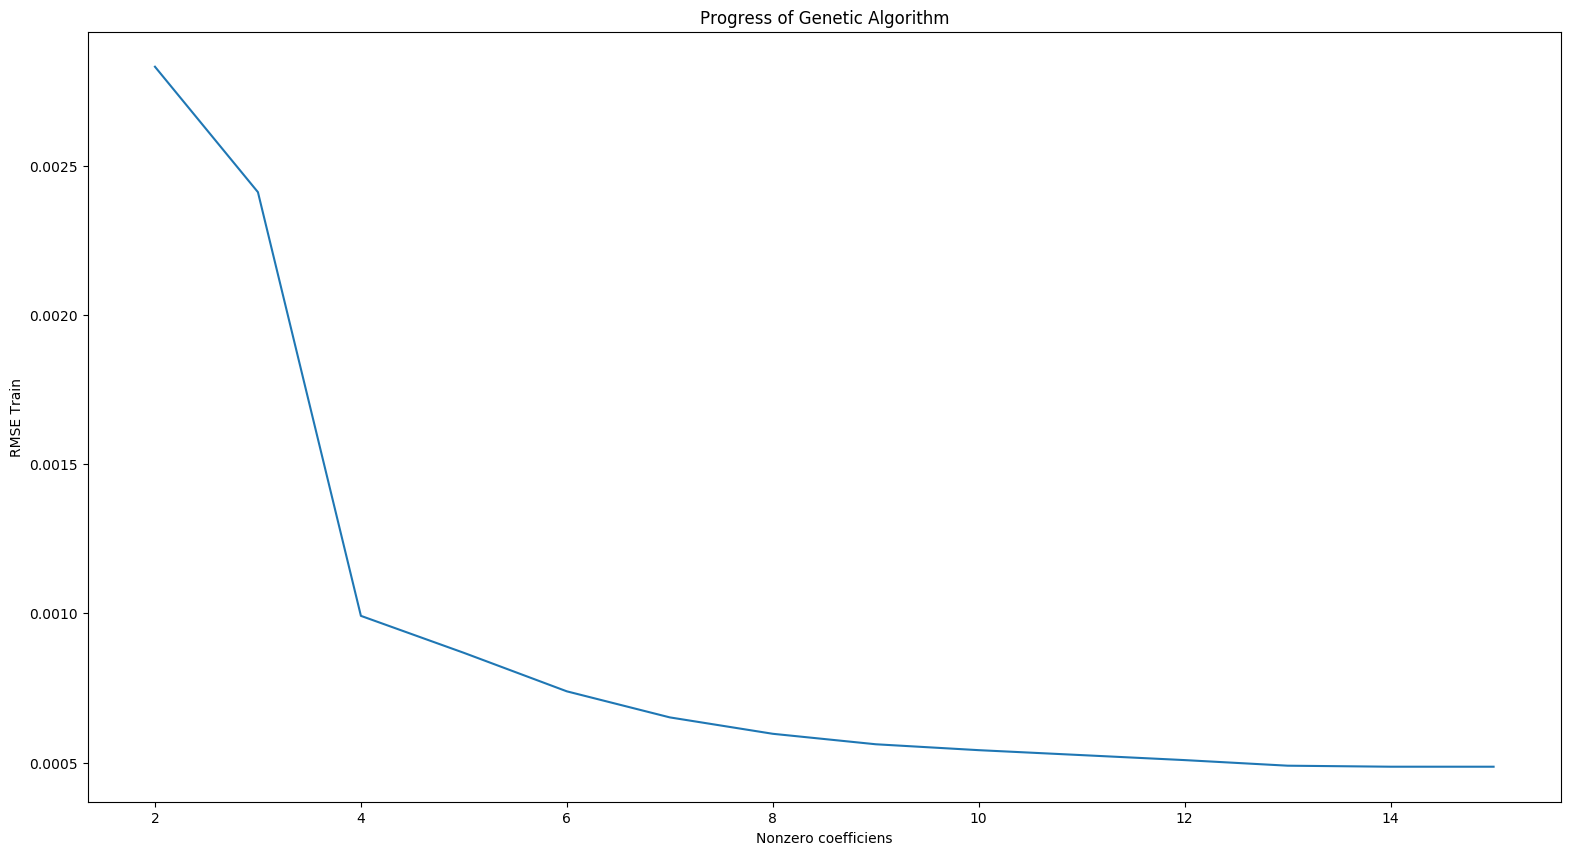 Progress of Genetic Algorithm
0.0025
0.0020
0.0015
0.0010
0.0005
RMSE Train
2 4 6 8 10 12 14
Nonzero coefficiens